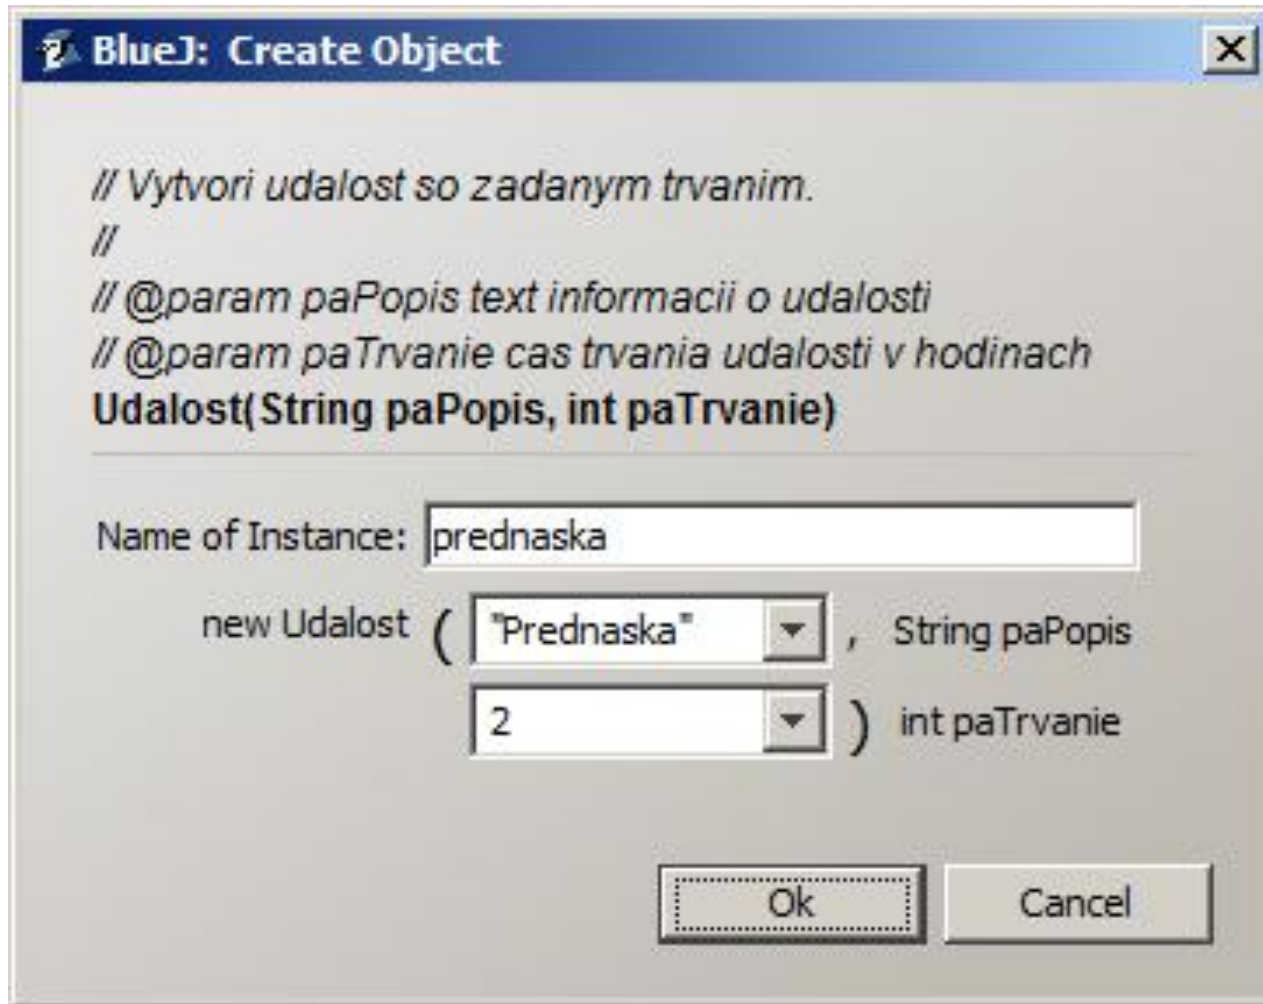 BlueJ: Create Object
// Vytvori udalost so zadanym trvanim.
//
// @param paPopis text informacii o udalosti
// @param paTrvanie cas trvania udalosti v hodinach
Udalost(String paPopis, int paTrvanie)
Name of Instance: prednaska
new Udalost ( "Prednaska" , String paPopis
2 ) int paTrvanie
Ok Cancel